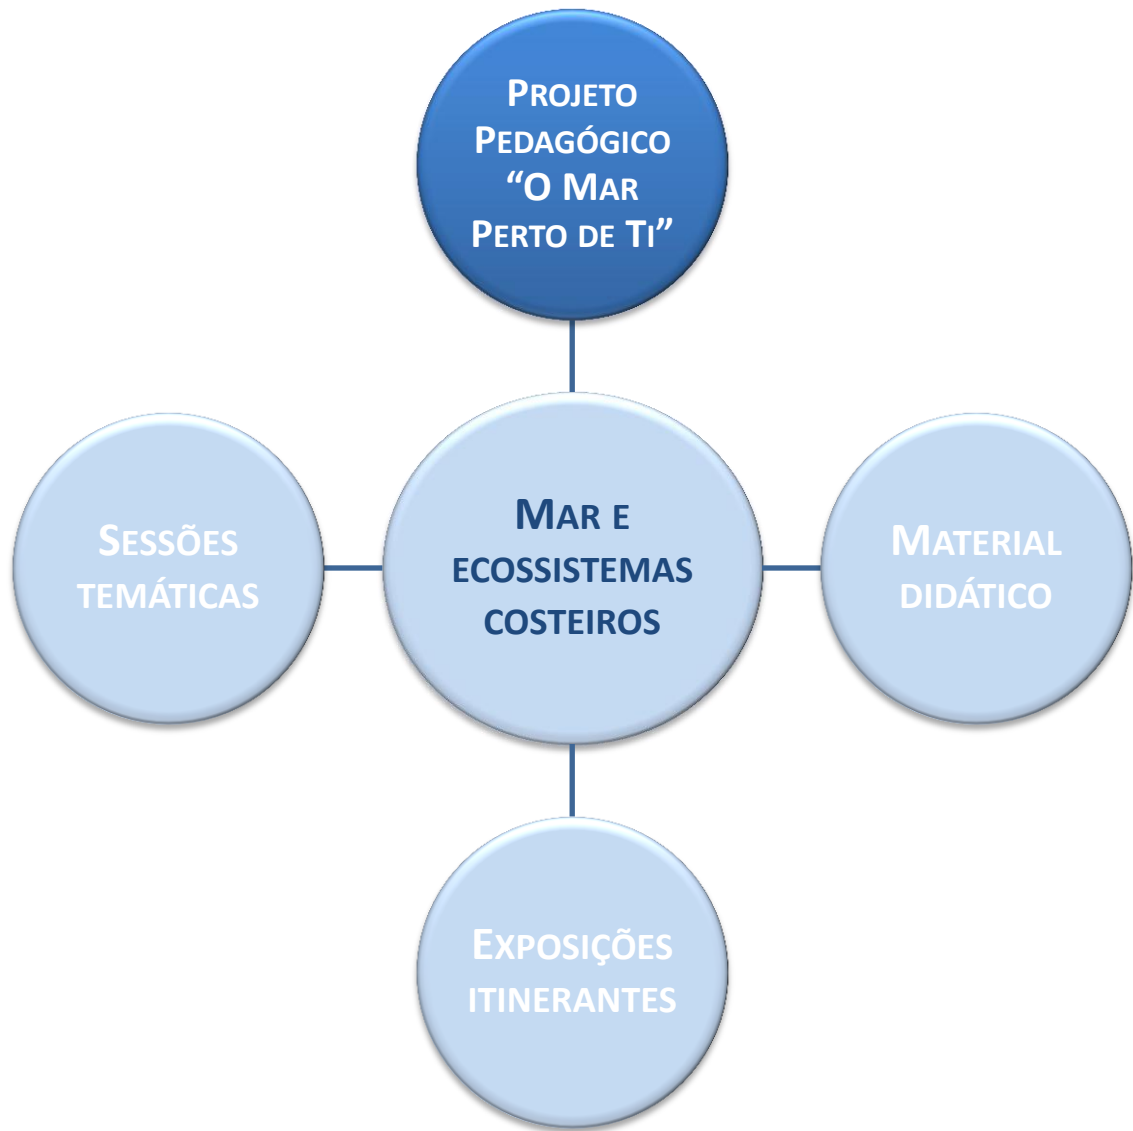 Projeto
Pedagógico
“O Mar
Perto de Ti”
Sessões
temáticas
Mar e
ecossistemas
costeiros
Material
didático
Exposições
itinerantes